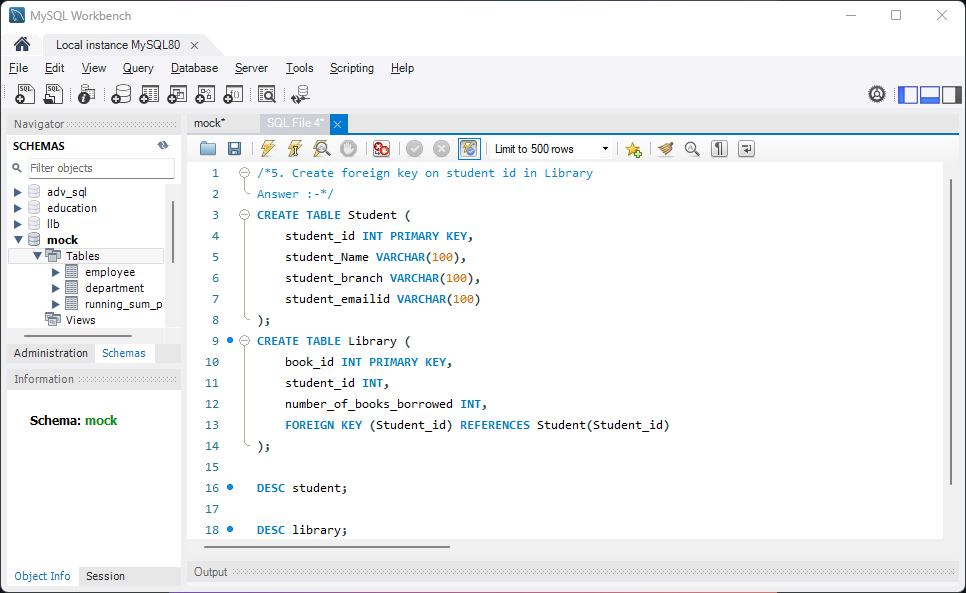 MySQL Workbench
Local instance MySQL80
File Edit View Query Database Server Tools Scripting Help
Navigator
SCHEMAS
Filter objects
adv_sql
education
llb
mock
Tables
employee
department
running_sum_p
Views
Administration Schemas
Information
Schema: mock
Object Info Session
mock* SQL File 4*
Limit to 500 rows
1 /*5. Create foreign key on student id in Library
2 Answer :-*/
3 CREATE TABLE Student (
4 student_id INT PRIMARY KEY,
5 student_Name VARCHAR(100),
6 student_branch VARCHAR(100),
7 student_emailid VARCHAR(100)
8 );
9 CREATE TABLE Library (
10 book_id INT PRIMARY KEY,
11 student_id INT,
12 number_of_books_borrowed INT,
13 FOREIGN KEY (Student_id) REFERENCES Student(Student_id)
14 );
15
16 DESC student;
17
18 DESC library;
Output